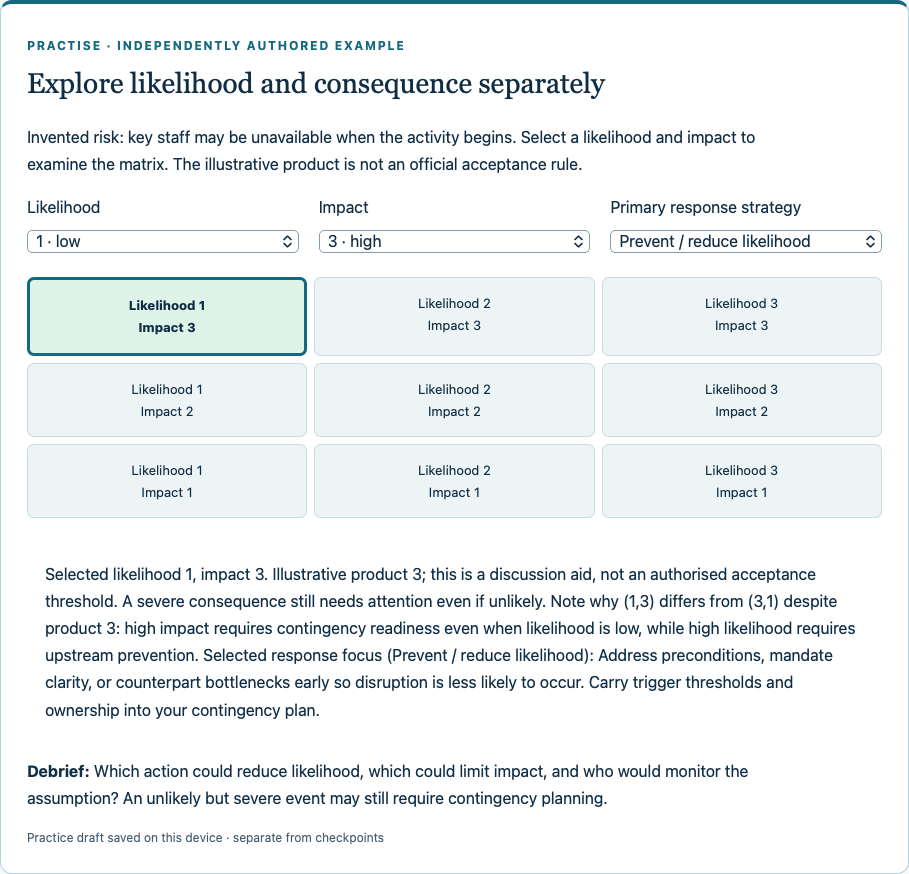 PRACTISE · INDEPENDENTLY AUTHORED EXAMPLE
Explore likelihood and consequence separately
Invented risk: key staff may be unavailable when the activity begins. Select a likelihood and impact to
examine the matrix. The illustrative product is not an official acceptance rule.
Likelihood
Impact
Primary response strategy
1 · low
3 · high
Prevent / reduce likelihood
Likelihood 1
Impact 3
Likelihood 2
Impact 3
Likelihood 3
Impact 3
Likelihood 1
Impact 2
Likelihood 2
Impact 2
Likelihood 3
Impact 2
Likelihood 1
Impact 1
Likelihood 2
Impact 1
Likelihood 3
Impact 1
Selected likelihood 1, impact 3. Illustrative product 3; this is a discussion aid, not an authorised acceptance
threshold. A severe consequence still needs attention even if unlikely. Note why (1,3) differs from (3,1) despite
product 3: high impact requires contingency readiness even when likelihood is low, while high likelihood requires
upstream prevention. Selected response focus (Prevent / reduce likelihood): Address preconditions, mandate
clarity, or counterpart bottlenecks early so disruption is less likely to occur. Carry trigger thresholds and
ownership into your contingency plan.
Debrief: Which action could reduce likelihood, which could limit impact, and who would monitor the
assumption? An unlikely but severe event may still require contingency planning.
Practice draft saved on this device · separate from checkpoints